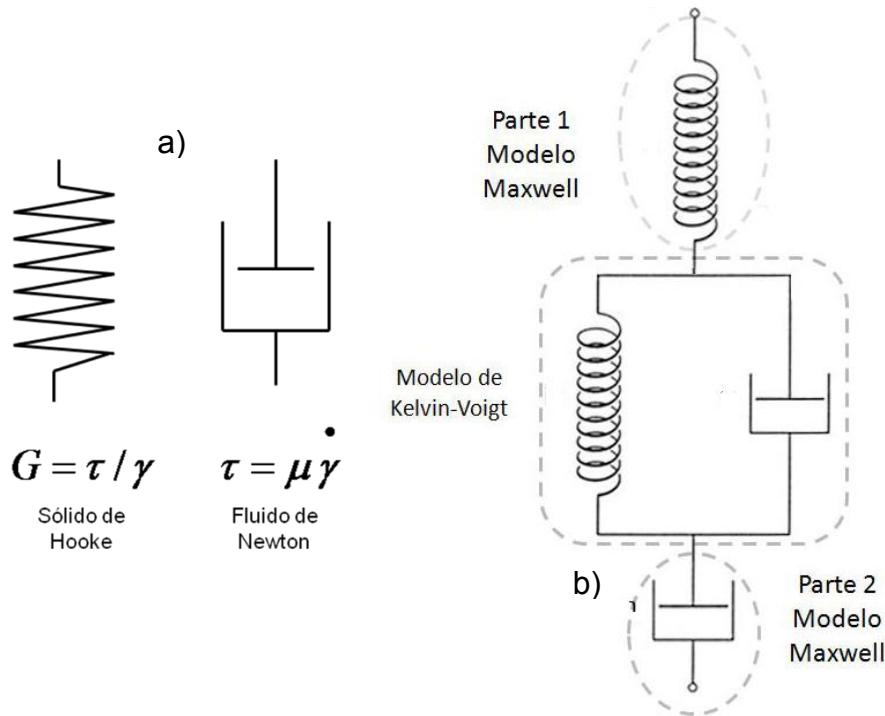 a)
G = τ / γ
Sólido de
Hooke
τ = μ γ̇
Fluido de
Newton
Parte 1
Modelo
Maxwell
Modelo de
Kelvin-Voigt
b)
Parte 2
Modelo
Maxwell